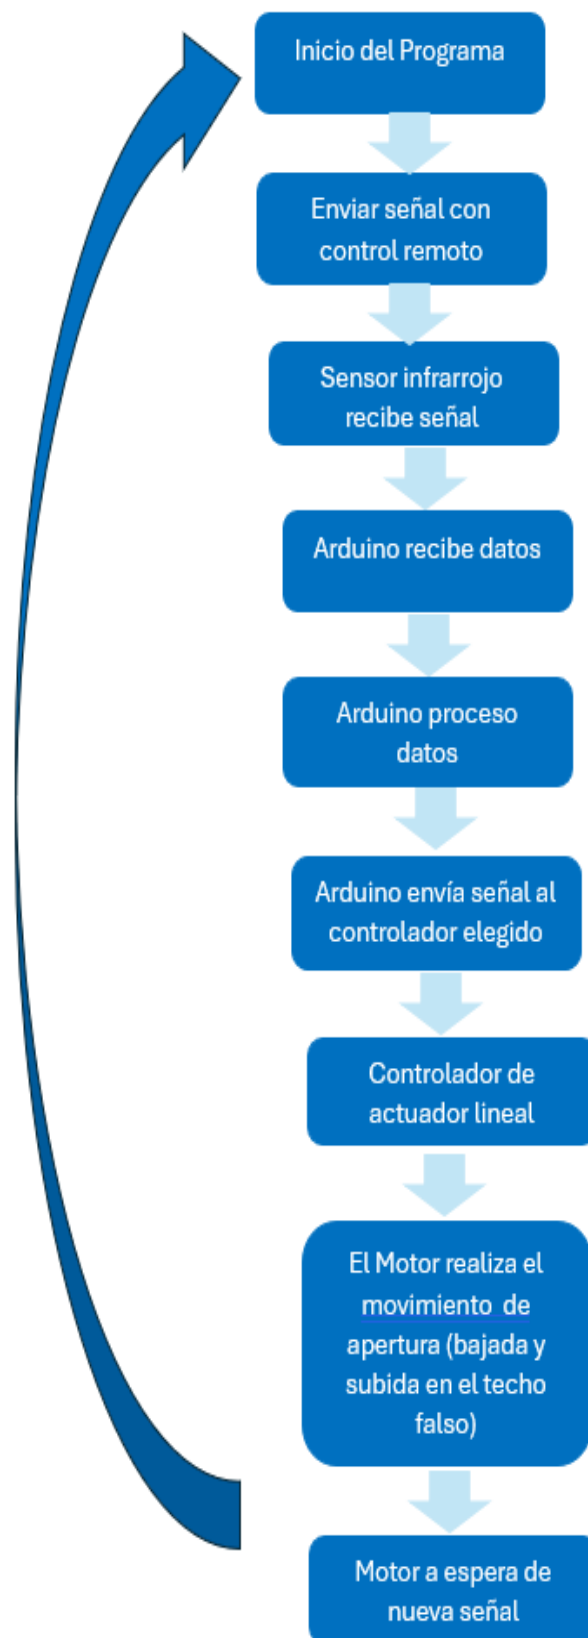 Inicio del Programa
Enviar señal con
control remoto
Sensor infrarrojo
recibe señal
Arduino recibe datos
Arduino proceso
datos
Arduino envía señal al
controlador elegido
Controlador de
actuador lineal
El Motor realiza el
movimiento de
apertura (bajada y
subida en el techo
falso)
Motor a espera de
nueva señal